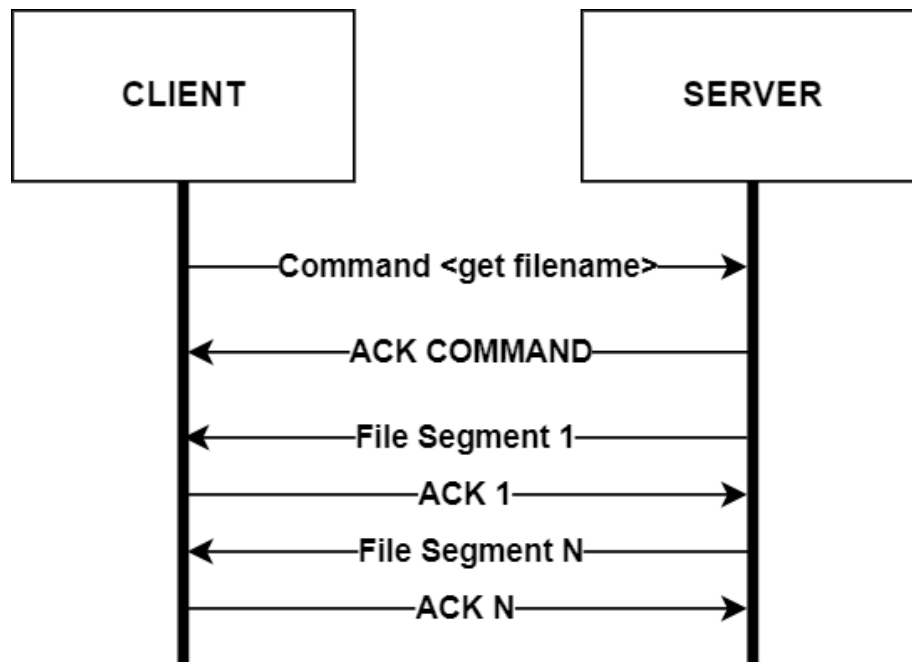 CLIENT
SERVER
Command <get filename>
ACK COMMAND
File Segment 1
ACK 1
File Segment N
ACK N